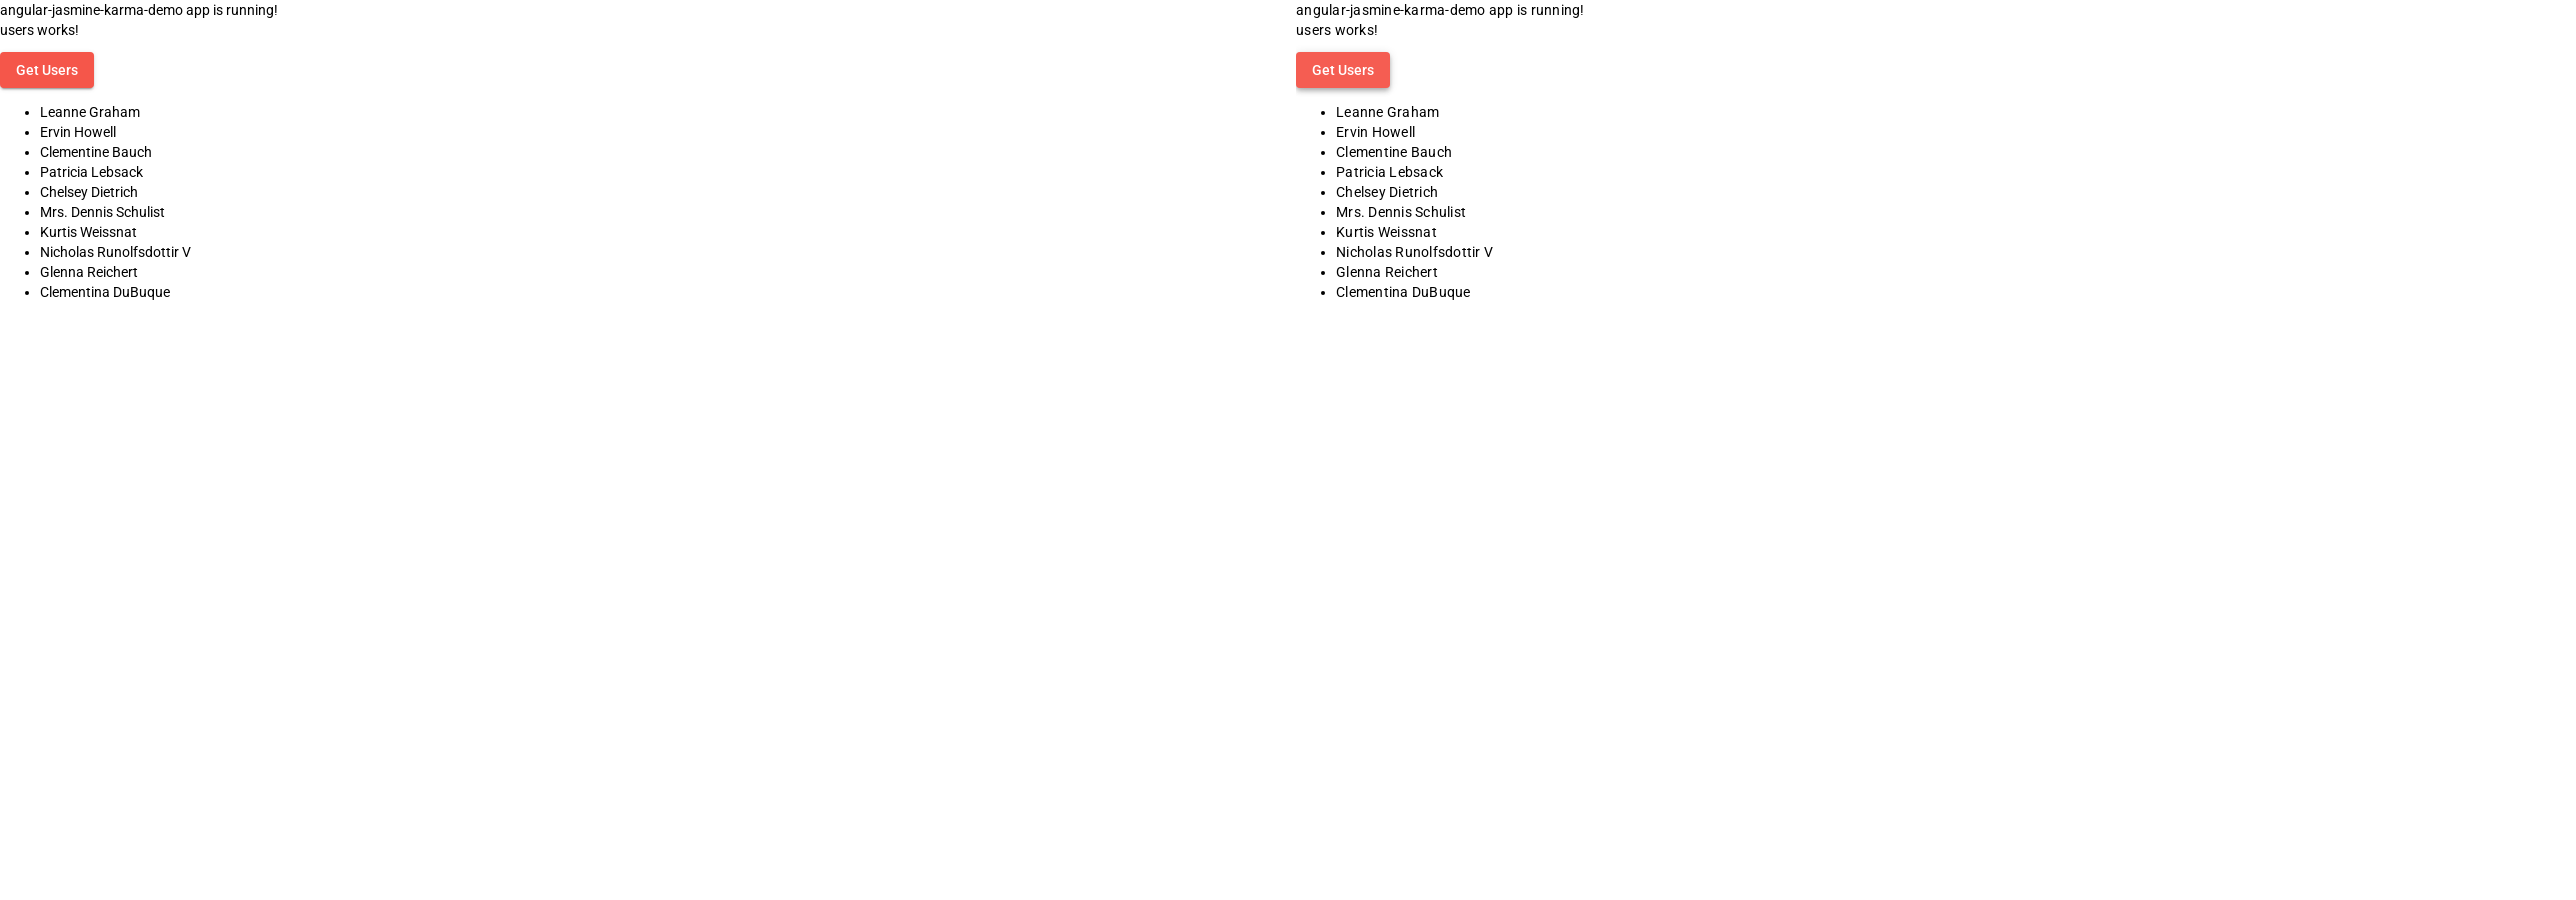 angular-jasmine-karma-demo app is running!
users works!
Get Users
Leanne Graham
Ervin Howell
Clementine Bauch
Patricia Lebsack
Chelsey Dietrich
Mrs. Dennis Schulist
Kurtis Weissnat
Nicholas Runolfsdottir V
Glenna Reichert
Clementina DuBuque
angular-jasmine-karma-demo app is running!
users works!
Get Users
Leanne Graham
Ervin Howell
Clementine Bauch
Patricia Lebsack
Chelsey Dietrich
Mrs. Dennis Schulist
Kurtis Weissnat
Nicholas Runolfsdottir V
Glenna Reichert
Clementina DuBuque